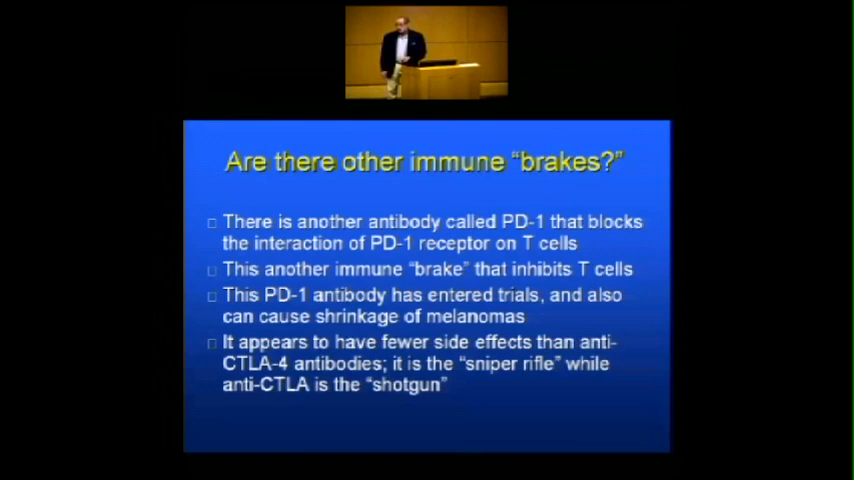 Are there other immune “brakes?”
There is another antibody called PD-1 that blocks
the interaction of PD-1 receptor on T cells
This another immune “brake” that inhibits T cells
This PD-1 antibody has entered trials, and also
can cause shrinkage of melanomas
It appears to have fewer side effects than anti-
CTLA-4 antibodies; it is the “sniper rifle” while
anti-CTLA is the “shotgun”